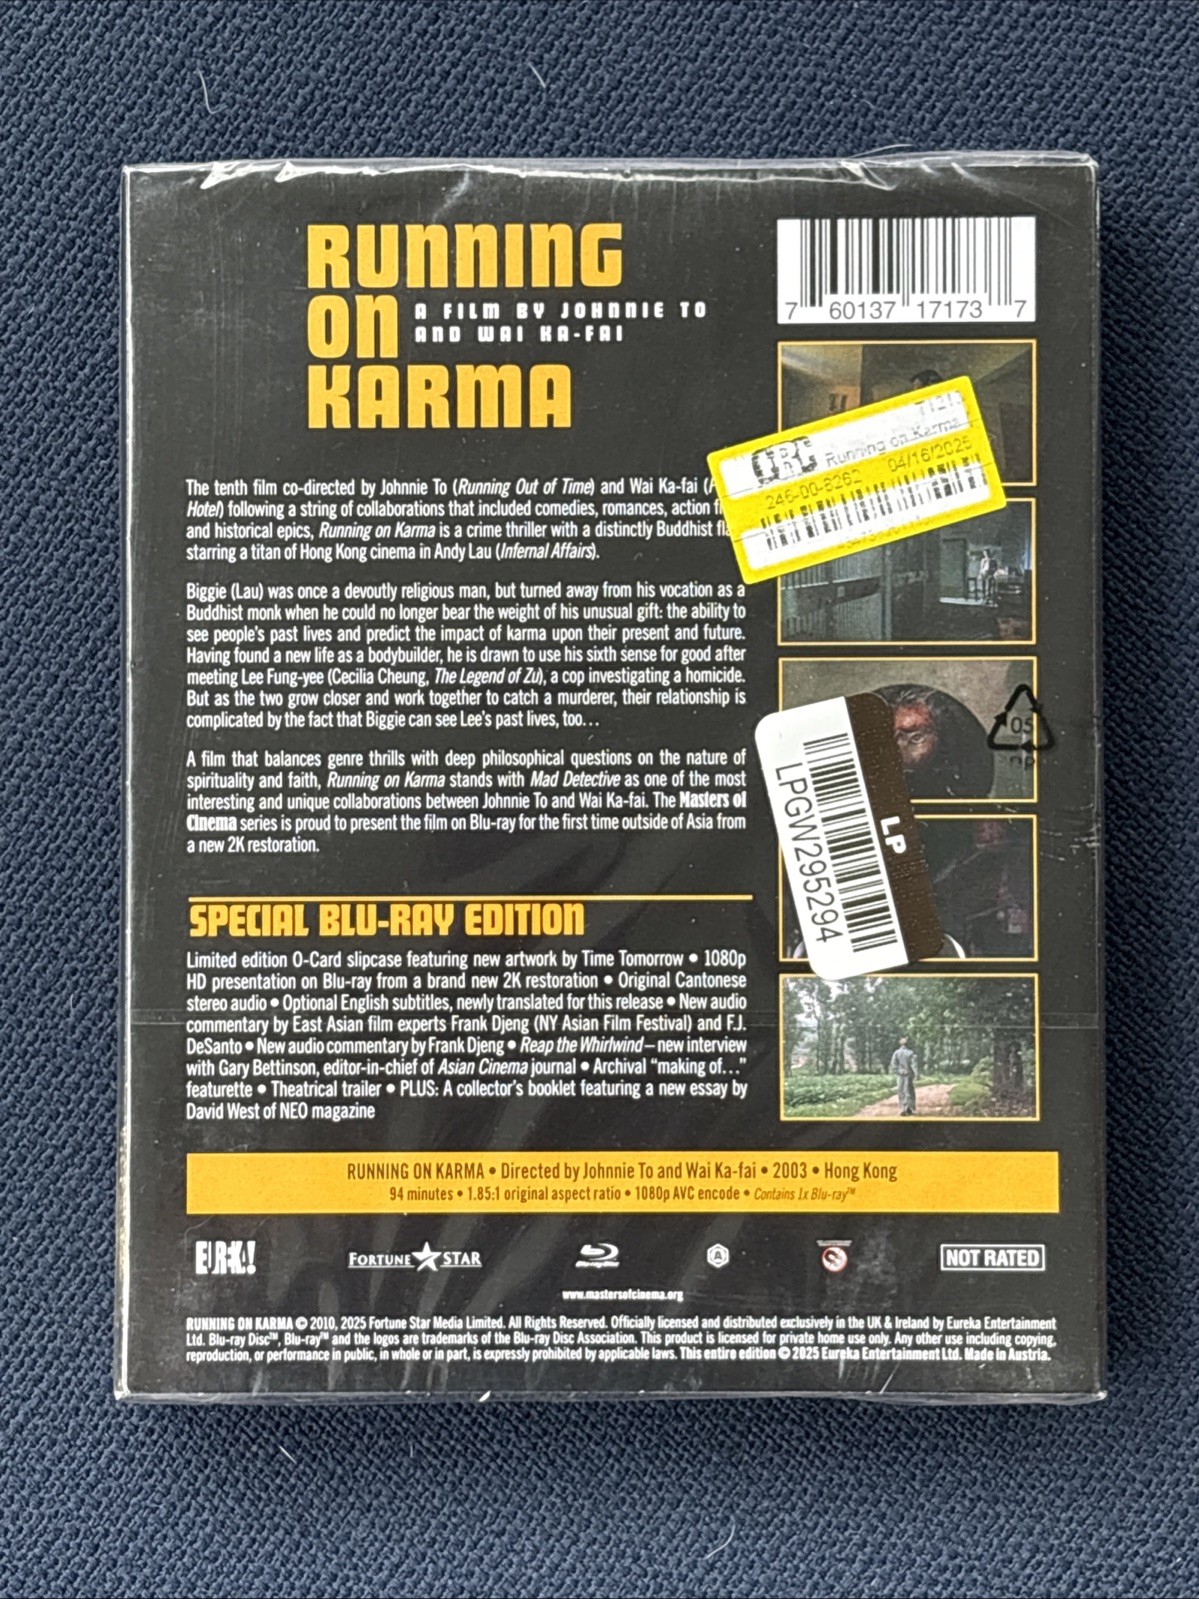 RUNNING
ON
A FILM BY JOHNNIE TO
AND WAI KA-FAI
KARMA
7 60137 17173 7
Running on Karma
246-00-6262 04/16/2025
The tenth film co-directed by Johnnie To (Running Out of Time) and Wai Ka-fai
Hotel) following a string of collaborations that included comedies, romances, action
and historical epics, Running on Karma is a crime thriller with a distinctly Buddhist
starring a titan of Hong Kong cinema in Andy Lau (Infernal Affairs).
Biggie (Lau) was once a devoutly religious man, but turned away from his vocation as a
Buddhist monk when he could no longer bear the weight of his unusual gift: the ability to
see people's past lives and predict the impact of karma upon their present and future.
Having found a new life as a bodybuilder, he is drawn to use his sixth sense for good after
meeting Lee Fung-yee (Cecilia Cheung, The Legend of Zu), a cop investigating a homicide.
But as the two grow closer and work together to catch a murderer, their relationship is
complicated by the fact that Biggie can see Lee's past lives, too...
A film that balances genre thrills with deep philosophical questions on the nature of
spirituality and faith, Running on Karma stands with Mad Detective as one of the most
interesting and unique collaborations between Johnnie To and Wai Ka-fai. The Masters of
Cinema series is proud to present the film on Blu-ray for the first time outside of Asia from
a new 2K restoration.
05
LP
LPGW295294
SPECIAL BLU-RAY EDITION
Limited edition O-Card slipcase featuring new artwork by Time Tomorrow • 1080p
HD presentation on Blu-ray from a brand new 2K restoration • Original Cantonese
stereo audio • Optional English subtitles, newly translated for this release • New audio
commentary by East Asian film experts Frank Djeng (NY Asian Film Festival) and F.J.
DeSanto • New audio commentary by Frank Djeng • Reap the Whirlwind – new interview
with Gary Bettinson, editor-in-chief of Asian Cinema journal • Archival "making of..."
featurette • Theatrical trailer • PLUS: A collector's booklet featuring a new essay by
David West of NEO magazine
RUNNING ON KARMA • Directed by Johnnie To and Wai Ka-fai • 2003 • Hong Kong
94 minutes • 1.85:1 original aspect ratio • 1080p AVC encode • Contains 1x Blu-ray™
EUREKA!
FORTUNE STAR
Blu-ray Disc
A
NOT RATED
www.mastersofcinema.org
RUNNING ON KARMA © 2010, 2025 Fortune Star Media Limited. All Rights Reserved. Officially licensed and distributed exclusively in the UK & Ireland by Eureka Entertainment
Ltd. Blu-ray Disc™, Blu-ray™ and the logos are trademarks of the Blu-ray Disc Association. This product is licensed for private home use only. Any other use including copying,
reproduction, or performance in public, in whole or in part, is expressly prohibited by applicable laws. This entire edition © 2025 Eureka Entertainment Ltd. Made in Austria.